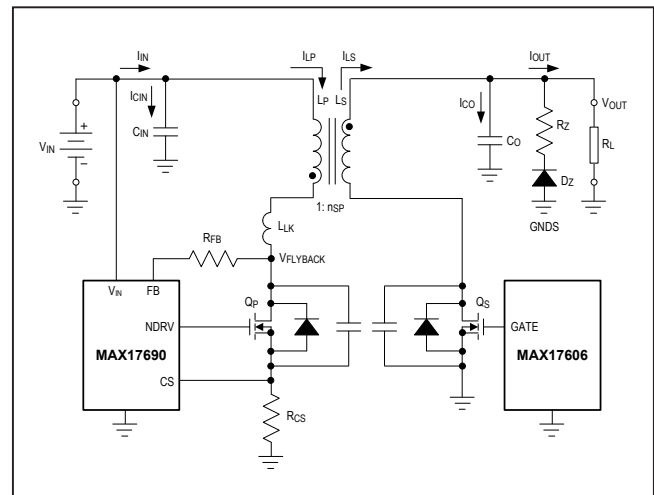 IIN
ILP
ILS
IOUT
ICIN
LP
LS
ICO
VOUT
VIN
+
−
CIN
CO
RZ
RL
DZ
1: nSP
GNDS
LLK
RFB
VFLYBACK
VIN
FB
QP
QS
NDRV
GATE
MAX17690
MAX17606
CS
RCS